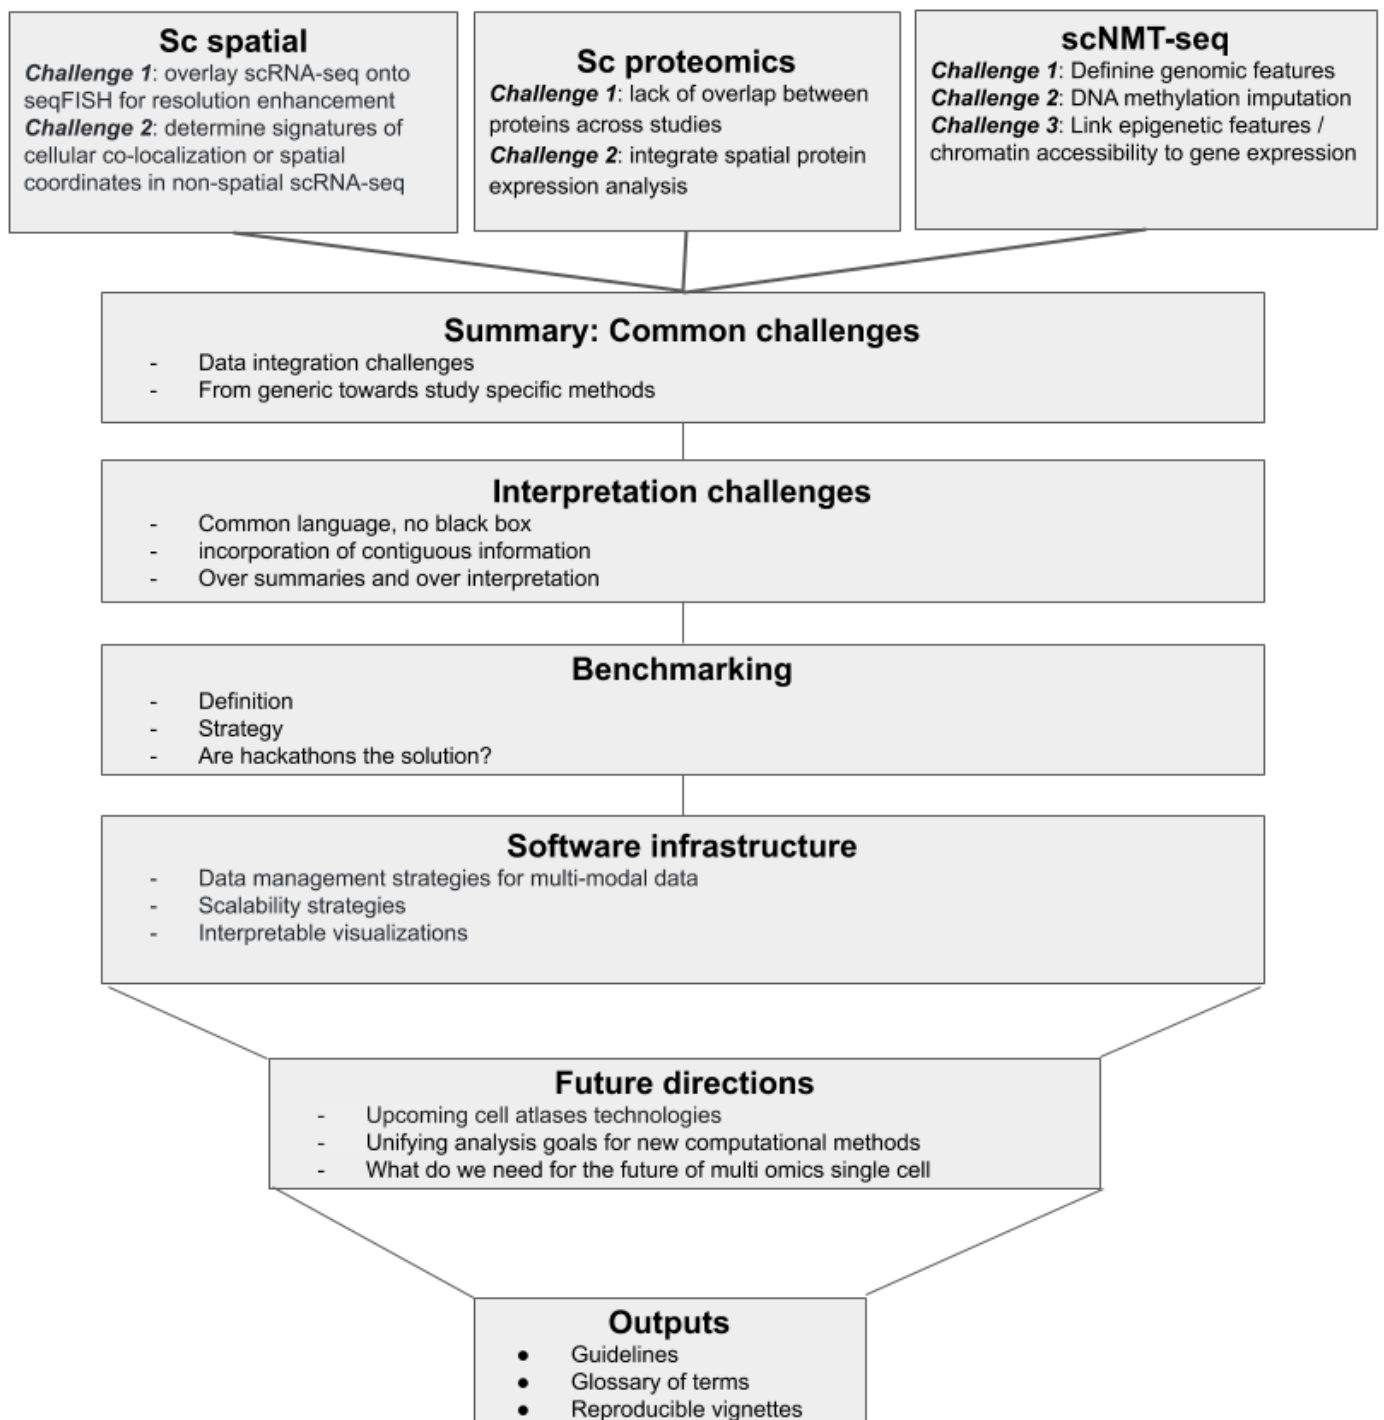 Sc spatial
Challenge 1: overlay scRNA-seq onto
seqFISH for resolution enhancement
Challenge 2: determine signatures of
cellular co-localization or spatial
coordinates in non-spatial scRNA-seq
Sc proteomics
Challenge 1: lack of overlap between
proteins across studies
Challenge 2: integrate spatial protein
expression analysis
scNMT-seq
Challenge 1: Definine genomic features
Challenge 2: DNA methylation imputation
Challenge 3: Link epigenetic features /
chromatin accessibility to gene expression
Summary: Common challenges
- Data integration challenges
- From generic towards study specific methods
Interpretation challenges
- Common language, no black box
- incorporation of contiguous information
- Over summaries and over interpretation
Benchmarking
- Definition
- Strategy
- Are hackathons the solution?
Software infrastructure
- Data management strategies for multi-modal data
- Scalability strategies
- Interpretable visualizations
Future directions
- Upcoming cell atlases technologies
- Unifying analysis goals for new computational methods
- What do we need for the future of multi omics single cell
Outputs
● Guidelines
● Glossary of terms
● Reproducible vignettes